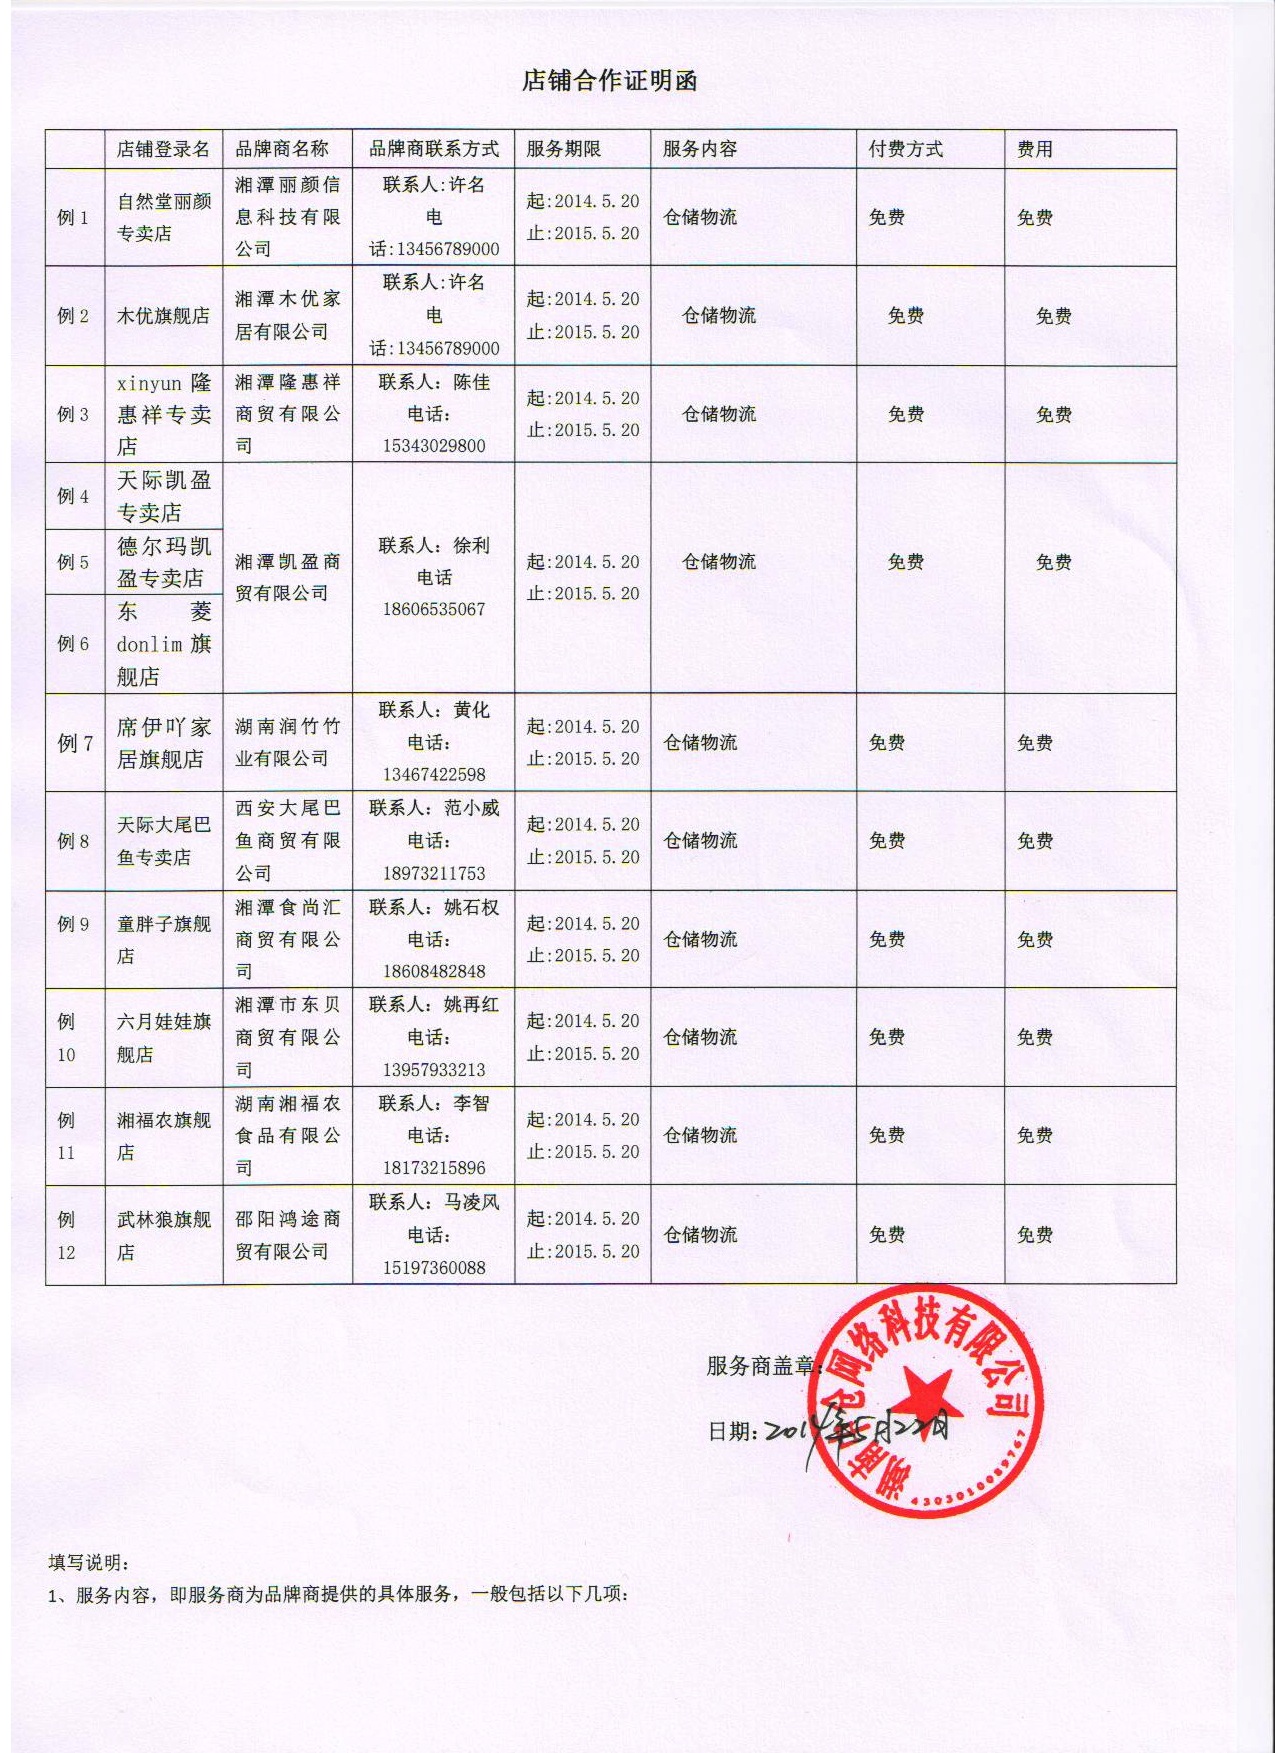 店铺合作证明函
店铺登录名 品牌商名称 品牌商联系方式 服务期限 服务内容 付费方式 费用
例1
自然堂丽颜
专卖店
湘潭丽颜信
息科技有限
公司
联系人:许名
电
话:13456789000
起:2014.5.20
止:2015.5.20
仓储物流
免费
免费
例2
木优旗舰店
湘潭木优家
居有限公司
联系人:许名
电
话:13456789000
起:2014.5.20
止:2015.5.20
仓储物流
免费
免费
例3
xinyun 隆
惠祥专卖
店
湘潭隆惠祥
商贸有限公
司
联系人：陈佳
电话：
15343029800
起:2014.5.20
止:2015.5.20
仓储物流
免费
免费
例4
天际凯盈
专卖店
例5
德尔玛凯
盈专卖店
例6
东菱
donlim 旗
舰店
湘潭凯盈商
贸有限公司
联系人：徐利
电话
18606535067
起:2014.5.20
止:2015.5.20
仓储物流
免费
免费
例7
席伊吖家
居旗舰店
湖南润竹竹
业有限公司
联系人：黄化
电话：
13467422598
起:2014.5.20
止:2015.5.20
仓储物流
免费
免费
例8
天际大尾巴
鱼专卖店
西安大尾巴
鱼商贸有限
公司
联系人：范小威
电话：
18973211753
起:2014.5.20
止:2015.5.20
仓储物流
免费
免费
例9
童胖子旗舰
店
湘潭食尚汇
商贸有限公
司
联系人：姚石权
电话：
18608482848
起:2014.5.20
止:2015.5.20
仓储物流
免费
免费
例
10
六月娃娃旗
舰店
湘潭市东贝
商贸有限公
司
联系人：姚再红
电话：
13957933213
起:2014.5.20
止:2015.5.20
仓储物流
免费
免费
例
11
湘福农旗舰
店
湖南湘福农
食品有限公
司
联系人：李智
电话：
18173215896
起:2014.5.20
止:2015.5.20
仓储物流
免费
免费
例
12
武林狼旗舰
店
邵阳鸿途商
贸有限公司
联系人：马凌风
电话：
15197360088
起:2014.5.20
止:2015.5.20
仓储物流
免费
免费
服务商盖章：
日期：2014年5月22日
湖南 仓网络科技有限公司
4303010089767
填写说明：
1、服务内容，即服务商为品牌商提供的具体服务，一般包括以下几项：